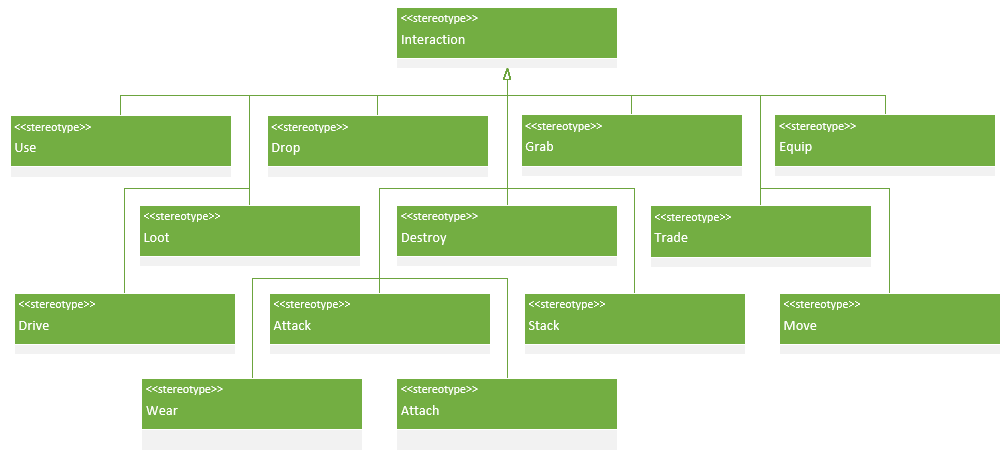 <<stereotype>>
Interaction
<<stereotype>>
Use
<<stereotype>>
Drop
<<stereotype>>
Grab
<<stereotype>>
Equip
<<stereotype>>
Loot
<<stereotype>>
Destroy
<<stereotype>>
Trade
<<stereotype>>
Drive
<<stereotype>>
Attack
<<stereotype>>
Stack
<<stereotype>>
Move
<<stereotype>>
Wear
<<stereotype>>
Attach